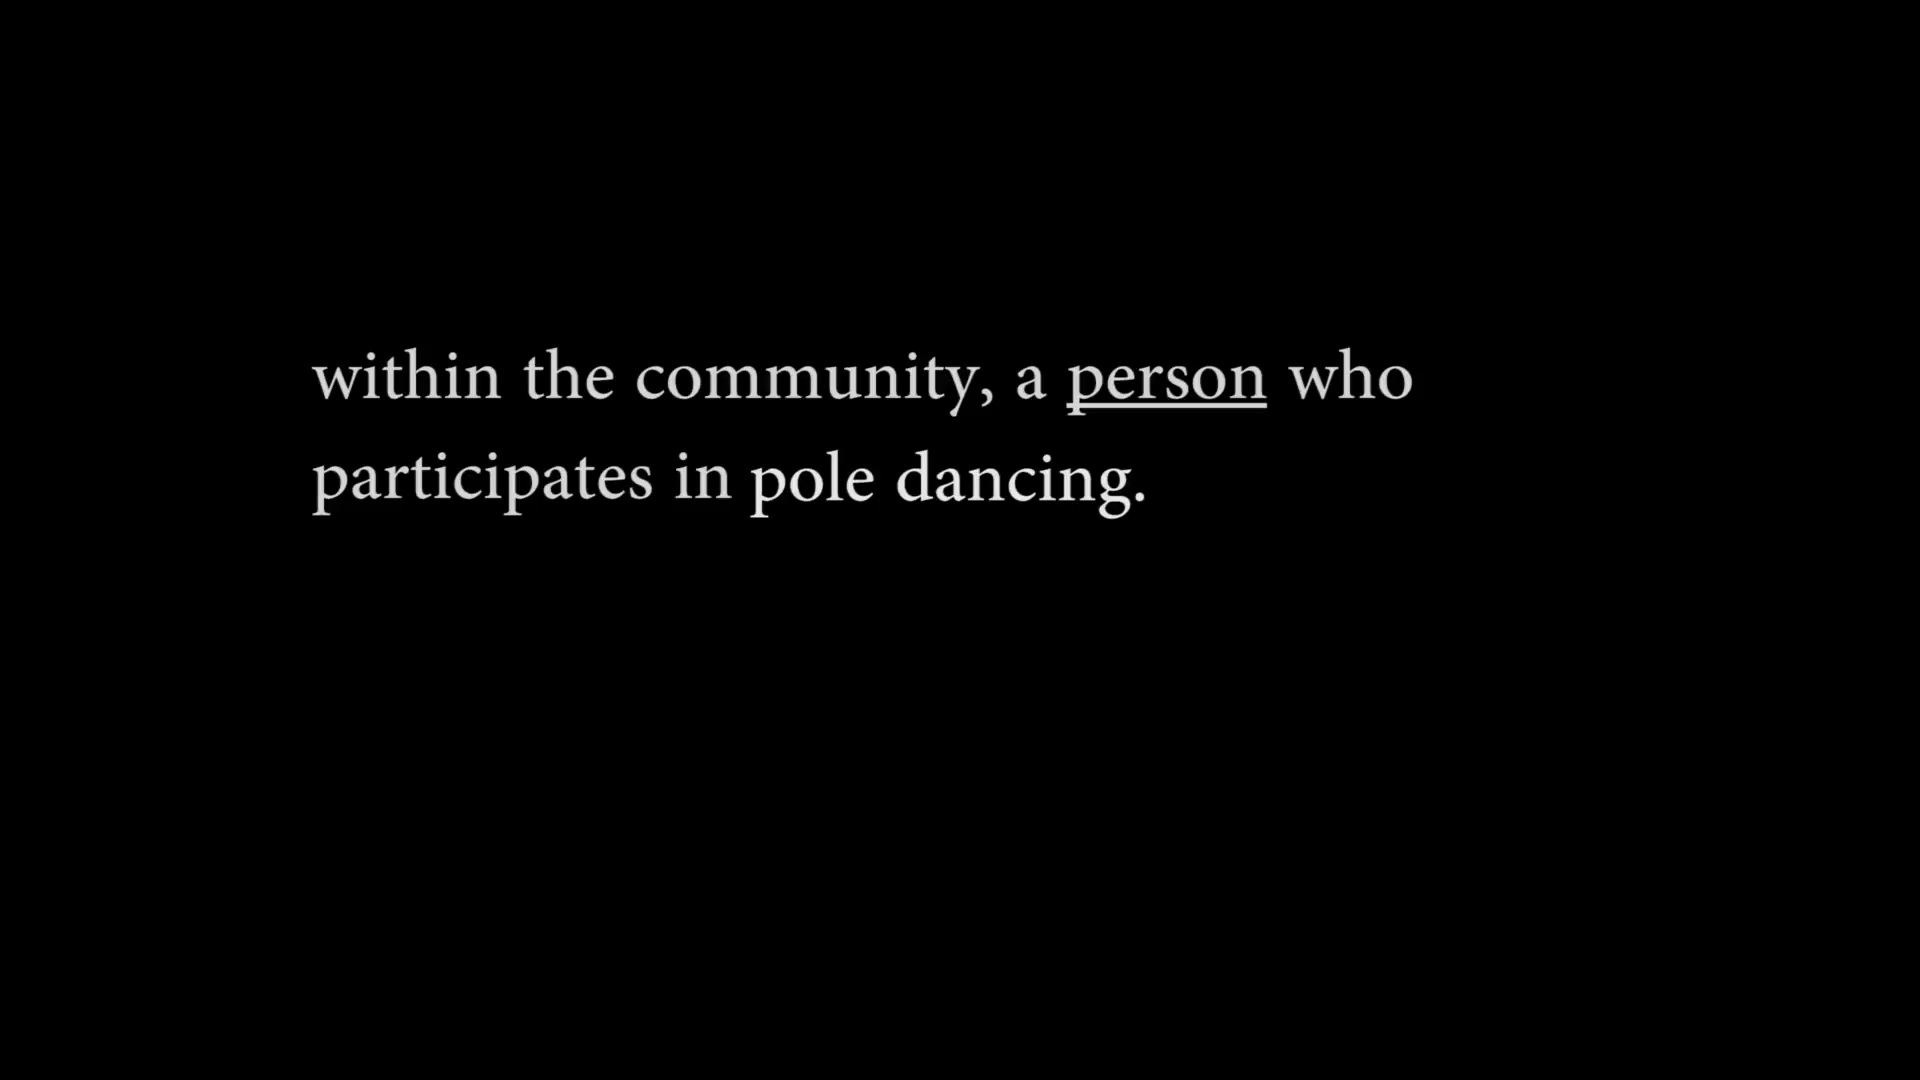 within the community, a person who
participates in pole dancing.